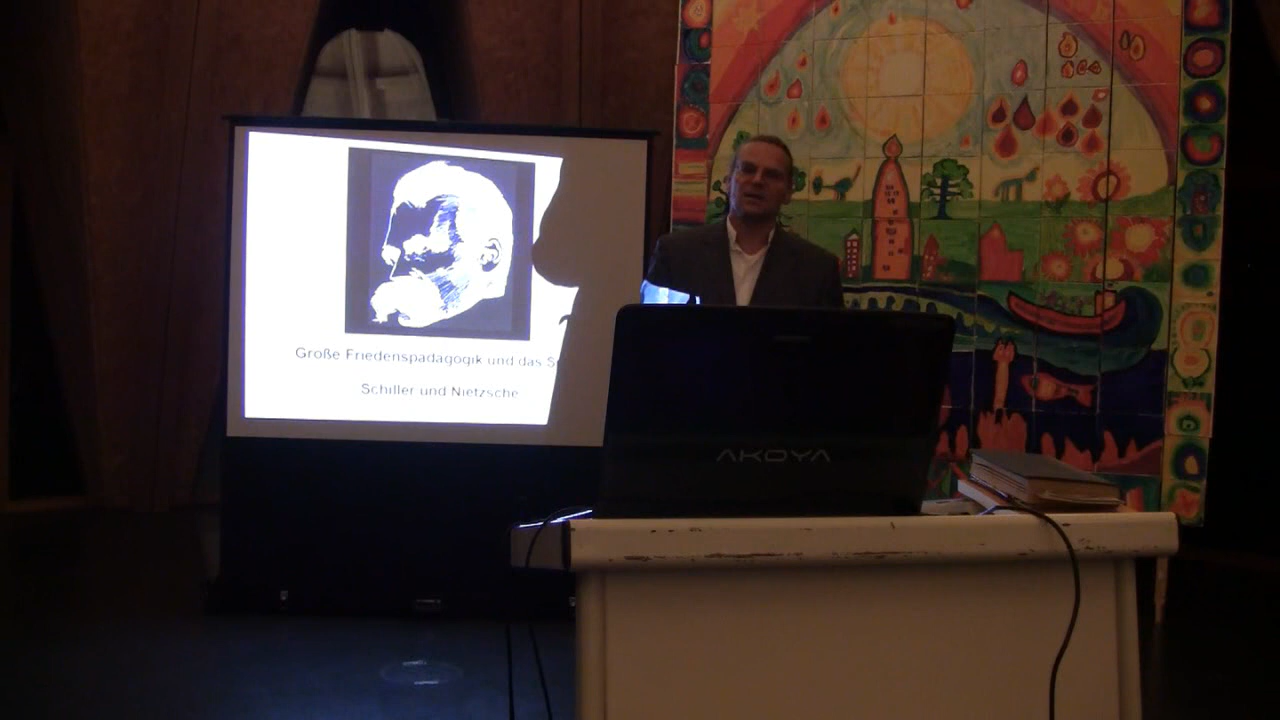 Große Friedenspädagogik und das
Schiller und Nietzsche
AKOYA